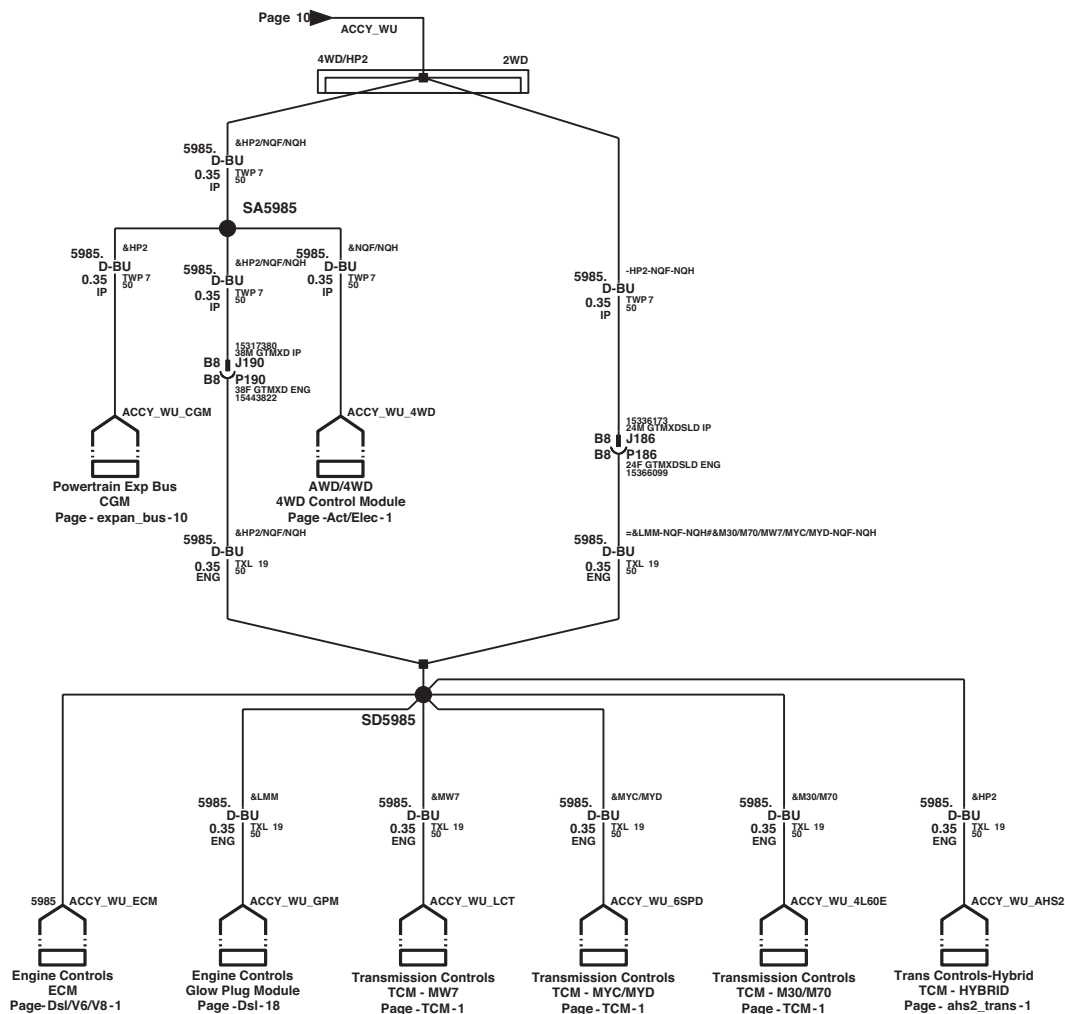 Page 10
ACCY_WU
4WD/HP2
2WD
5985.
&HP2/NQF/NQH
D-BU
0.35
TWP 7
50
IP
SA5985
5985.
&HP2
D-BU
0.35
TWP 7
50
IP
5985.
&HP2/NQF/NQH
D-BU
0.35
TWP 7
50
IP
5985.
&NQF/NQH
D-BU
0.35
TWP 7
50
IP
5985.
-HP2-NQF-NQH
D-BU
0.35
TWP 7
50
IP
15317380
38M GTMXD IP
B8 J190
B8 P190
38F GTMXD ENG
15443822
ACCY_WU_CGM
ACCY_WU_4WD
15336173
24M GTMXDSLD IP
B8 J186
B8 P186
24F GTMXDSLD ENG
15366099
Powertrain Exp Bus
CGM
Page - expan_bus-10
AWD/4WD
4WD Control Module
Page -Act/Elec-1
5985.
&HP2/NQF/NQH
D-BU
0.35
TXL 19
50
ENG
5985.
=&LMM-NQF-NQH#&M30/M70/MW7/MYC/MYD-NQF-NQH
D-BU
0.35
TXL 19
50
ENG
SD5985
5985.
&LMM
D-BU
0.35
TXL 19
50
ENG
5985.
&MW7
D-BU
0.35
TXL 19
50
ENG
5985.
&MYC/MYD
D-BU
0.35
TXL 19
50
ENG
5985.
&M30/M70
D-BU
0.35
TXL 19
50
ENG
5985.
&HP2
D-BU
0.35
TXL 19
50
ENG
5985
ACCY_WU_ECM
ACCY_WU_GPM
ACCY_WU_LCT
ACCY_WU_6SPD
ACCY_WU_4L60E
ACCY_WU_AHS2
Engine Controls
ECM
Page-Dsl/V6/V8-1
Engine Controls
Glow Plug Module
Page -Dsl-18
Transmission Controls
TCM - MW7
Page -TCM-1
Transmission Controls
TCM - MYC/MYD
Page -TCM-1
Transmission Controls
TCM - M30/M70
Page -TCM-1
Trans Controls-Hybrid
TCM - HYBRID
Page - ahs2_trans-1